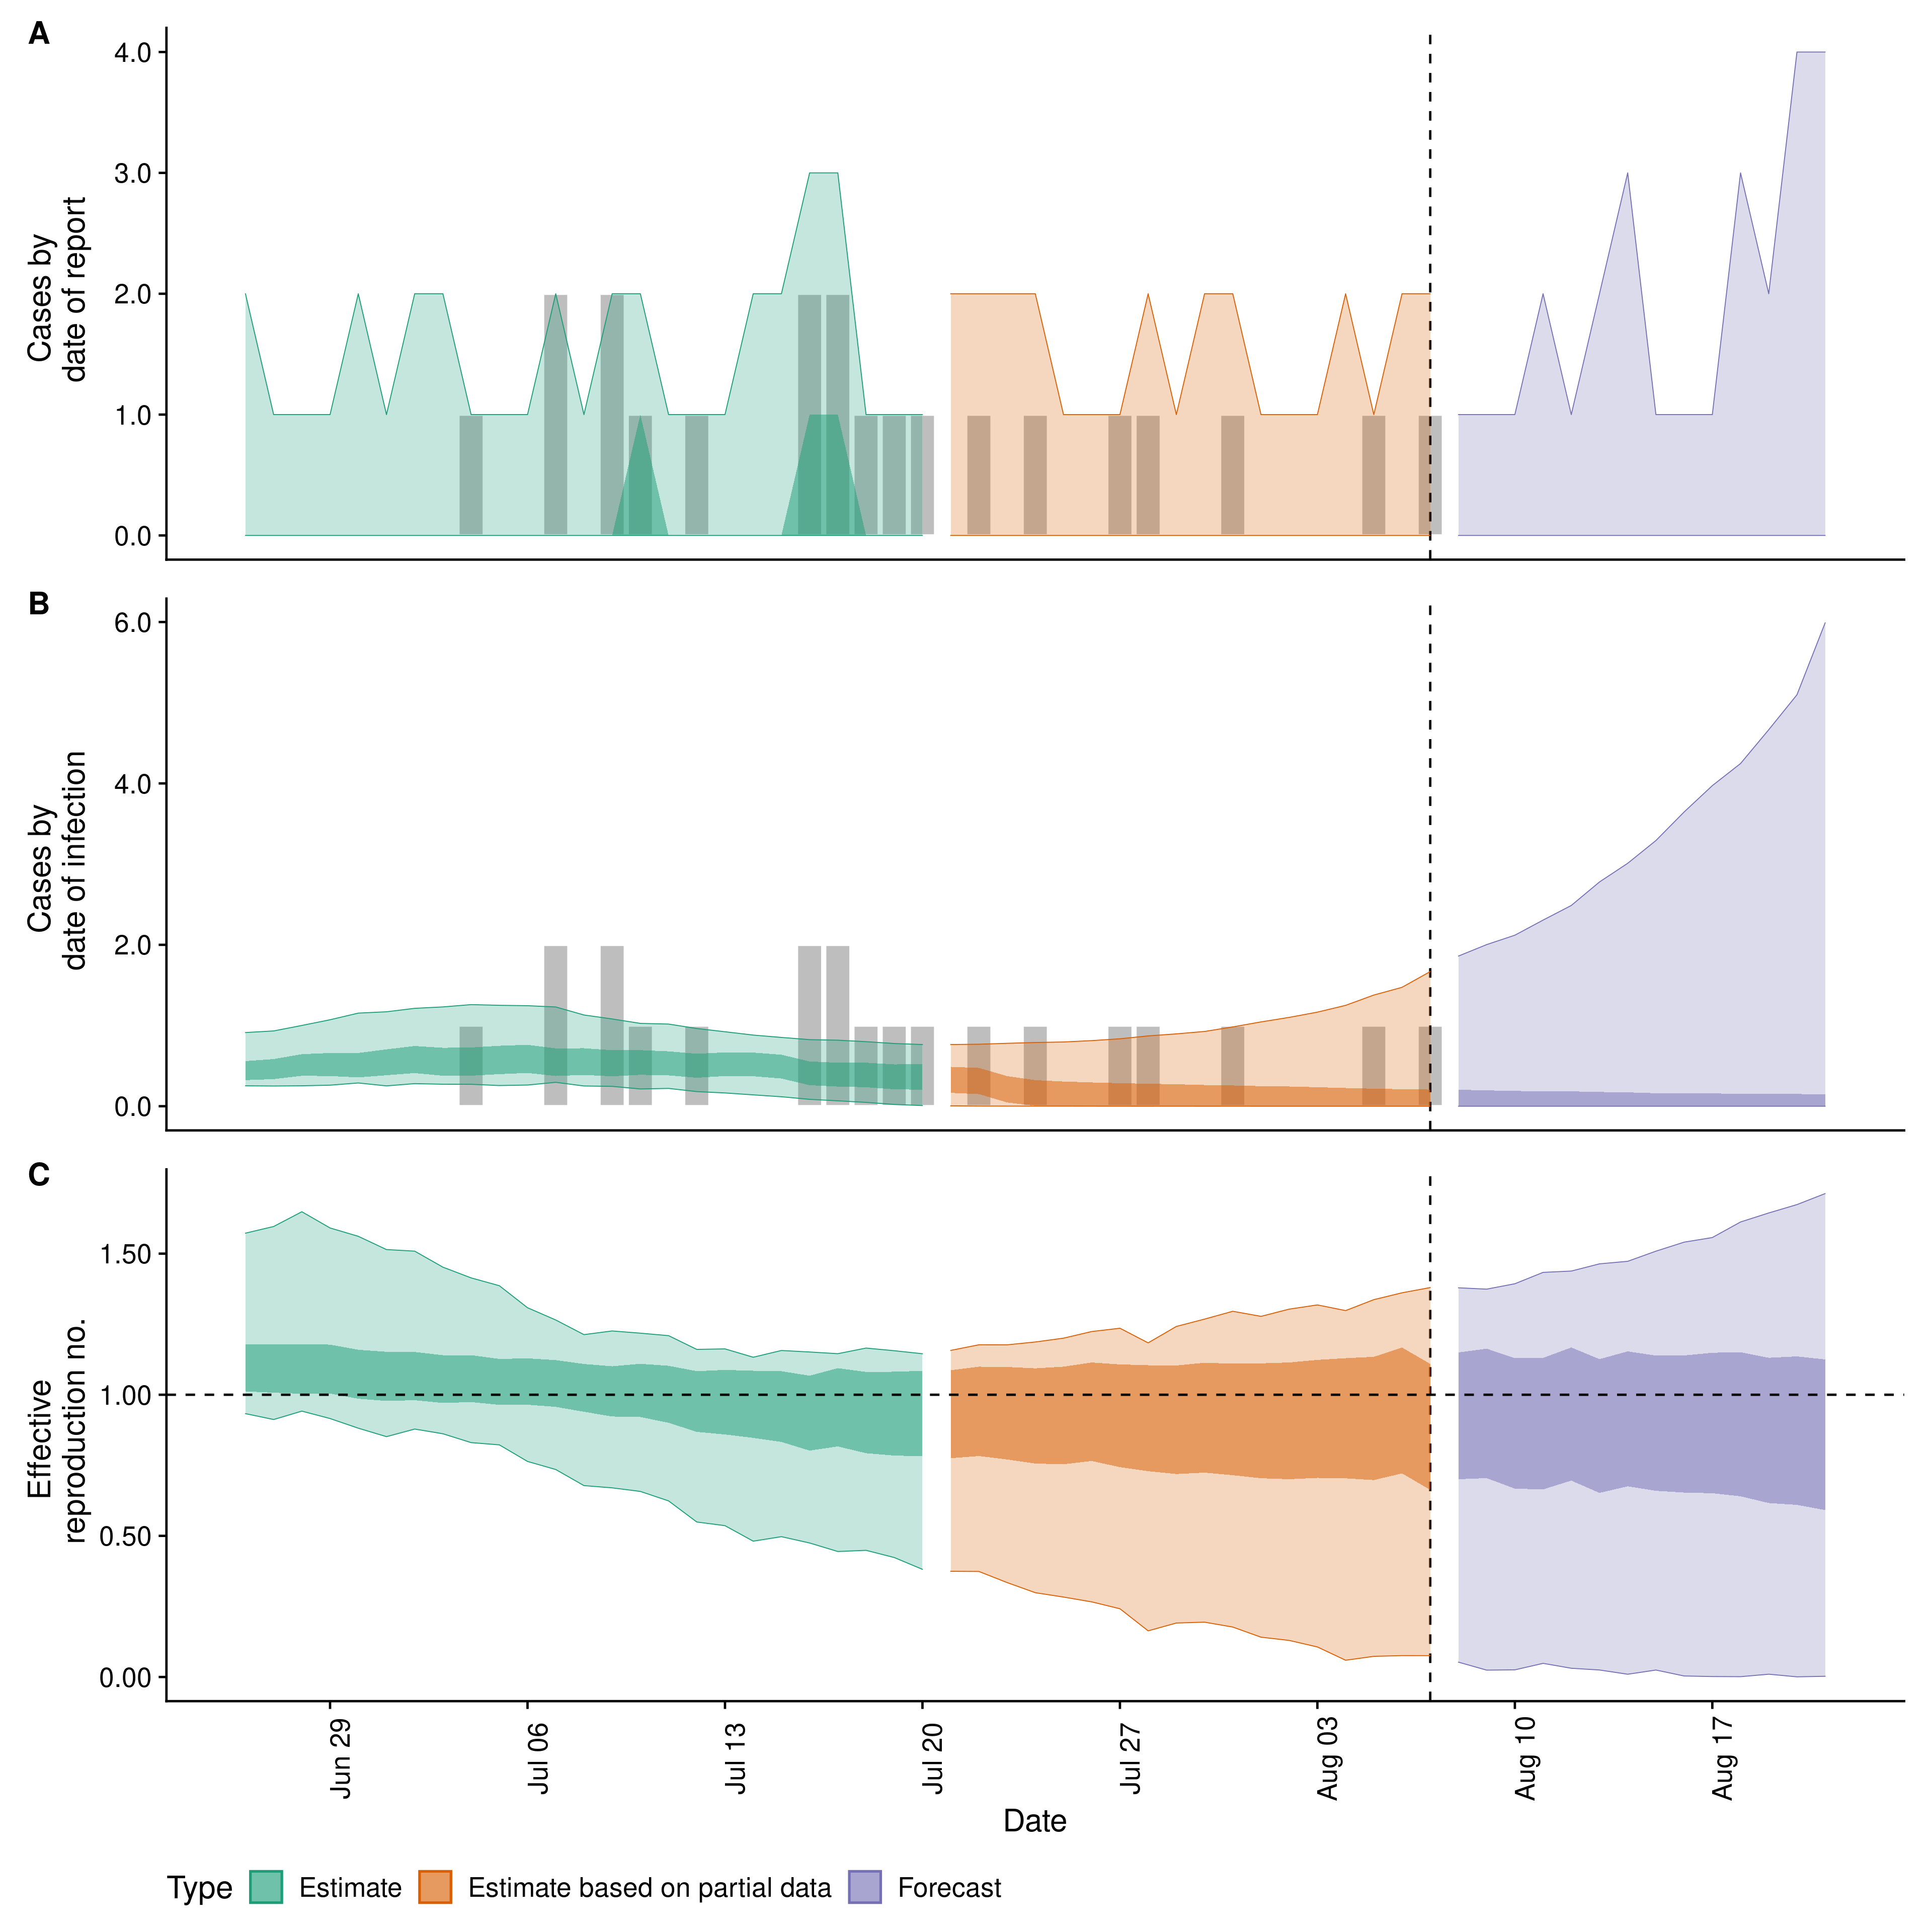 A
4.0
3.0
2.0
1.0
0.0
Cases by
date of report
B
6.0
4.0
2.0
0.0
Cases by
date of infection
C
1.50
1.00
0.50
0.00
Effective
reproduction no.
Jun 29
Jul 06
Jul 13
Jul 20
Jul 27
Aug 03
Aug 10
Aug 17
Date
Type Estimate Estimate based on partial data Forecast